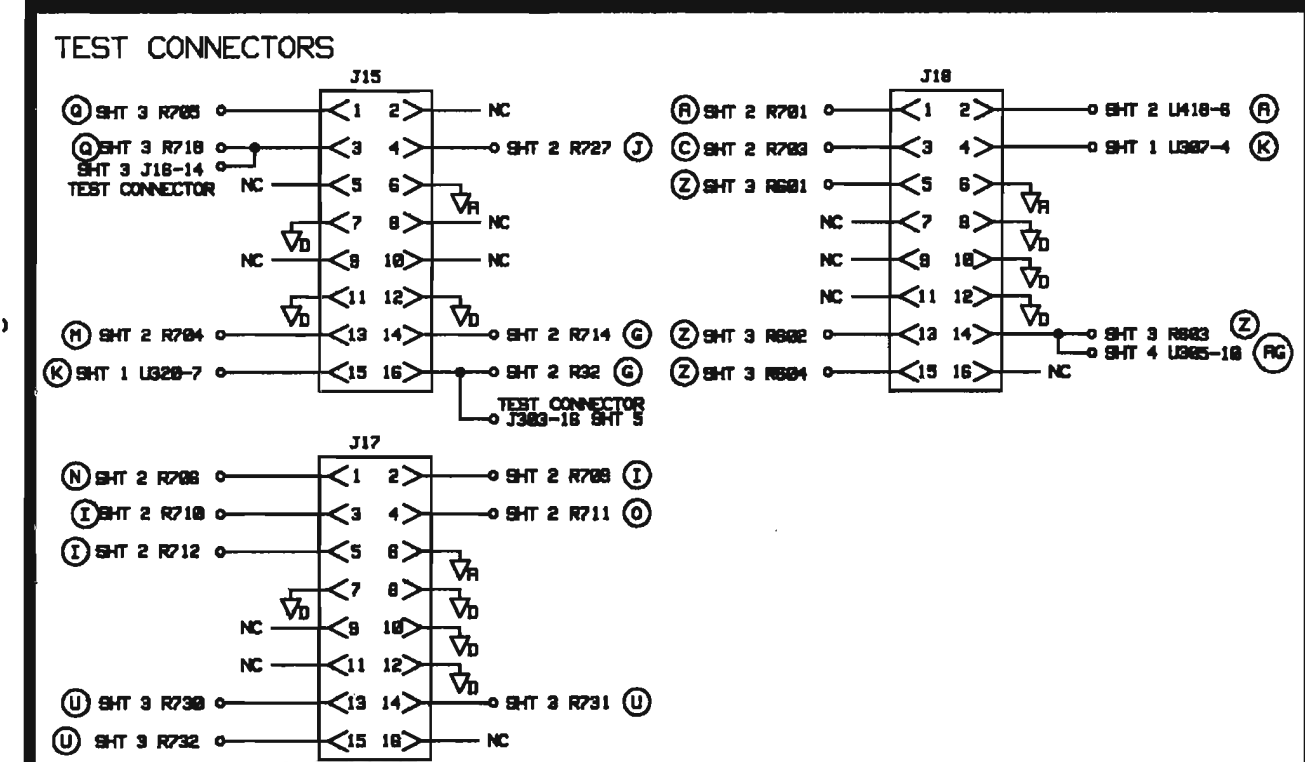 TEST CONNECTORS
J15
Q SHT 3 R705 1 2 NC
Q SHT 3 R718 3 4 SHT 2 R727 J
SHT 3 J16-14
TEST CONNECTOR
NC 5 6 A
D 7 8 NC
NC 9 10 NC
D 11 12 D
M SHT 2 R704 13 14 SHT 2 R714 G
K SHT 1 U320-7 15 16 SHT 2 R32 G
TEST CONNECTOR
J303-16 SHT 5
J18
A SHT 2 R701 1 2 SHT 2 U418-6 A
C SHT 2 R703 3 4 SHT 1 U307-4 K
Z SHT 3 R601 5 6 A
NC 7 8 D
NC 9 10 D
NC 11 12 D
Z SHT 3 R602 13 14 SHT 3 R603 Z
SHT 4 U305-10 AG
Z SHT 3 R604 15 16 NC
J17
N SHT 2 R706 1 2 SHT 2 R709 I
I SHT 2 R710 3 4 SHT 2 R711 O
I SHT 2 R712 5 6 A
D 7 8 D
NC 9 10 D
NC 11 12 D
U SHT 3 R730 13 14 SHT 3 R731 U
U SHT 3 R732 15 16 NC